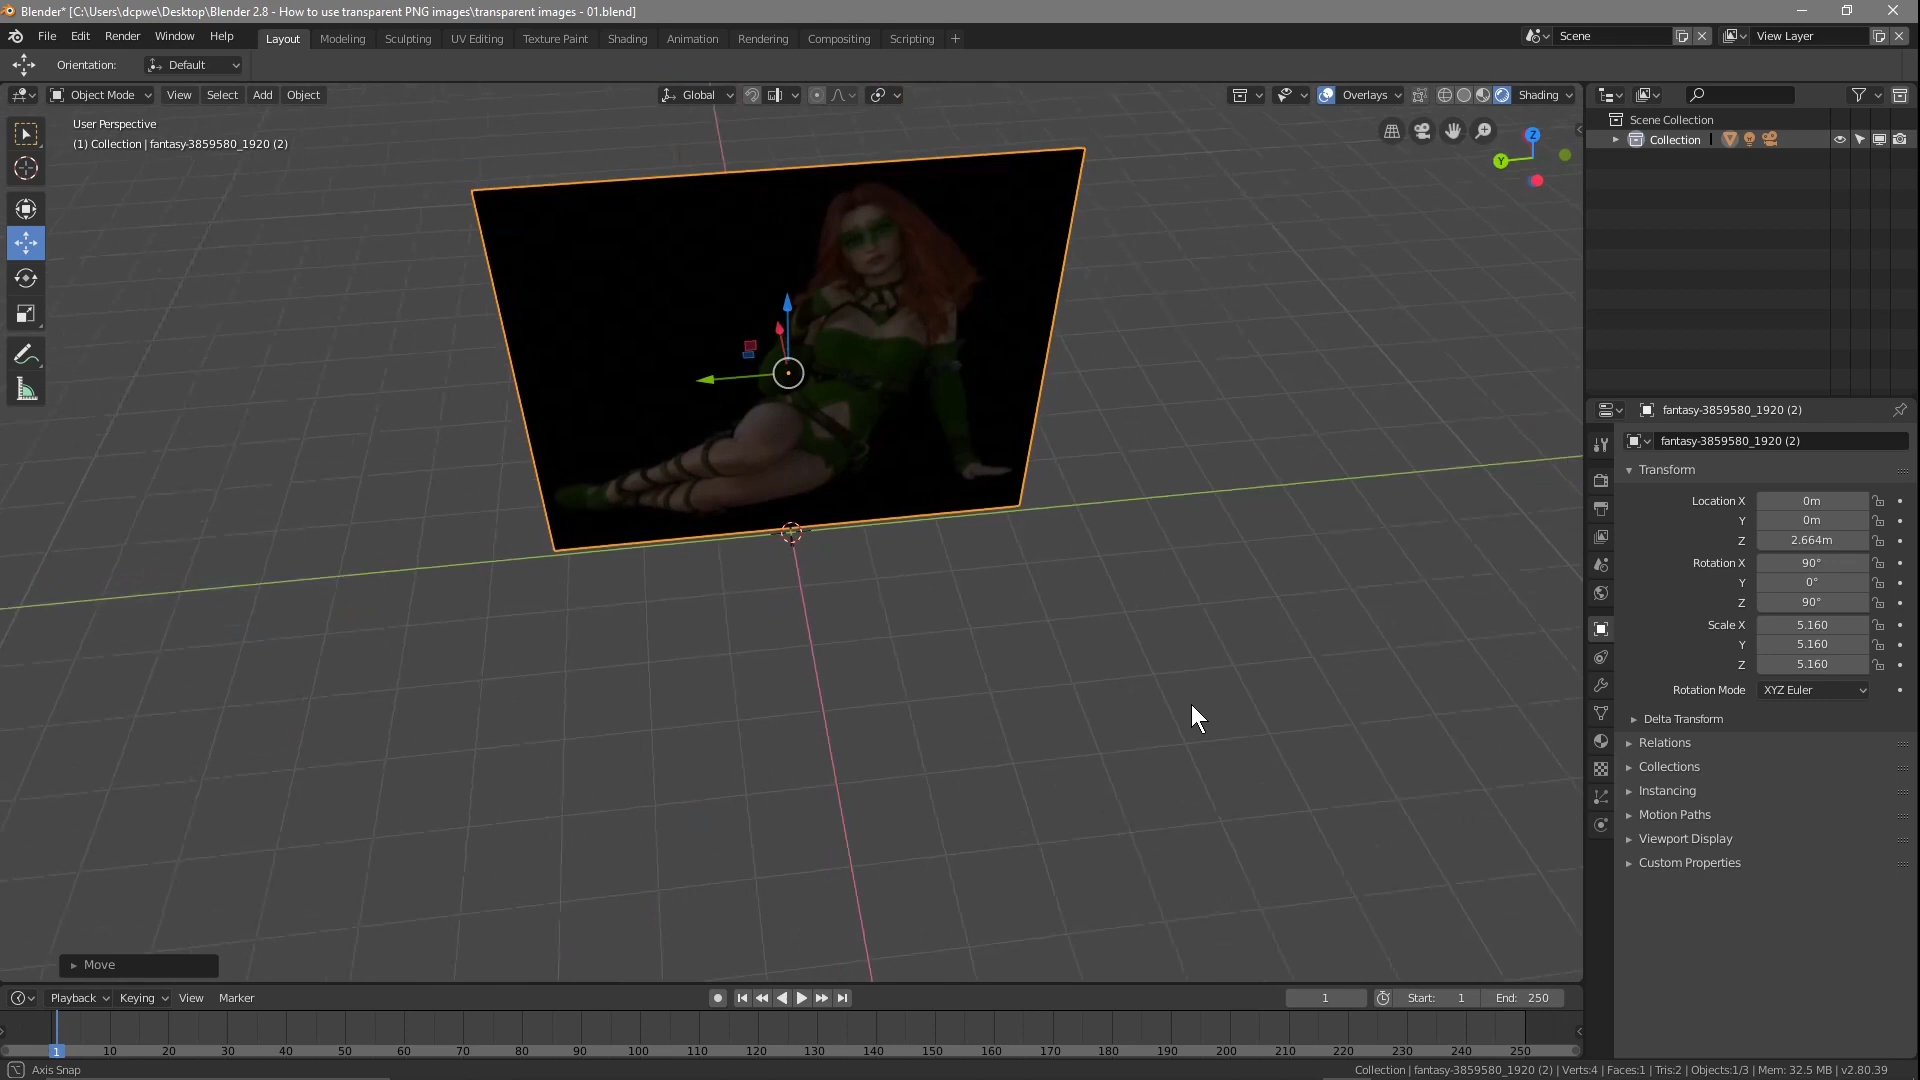 Blender* [C:\Users\dcpwe\Desktop\Blender 2.8 - How to use transparent PNG images\transparent images - 01.blend]
File Edit Render Window Help Layout Modeling Sculpting UV Editing Texture Paint Shading Animation Rendering Compositing Scripting + Scene View Layer
Orientation: Default
Object Mode View Select Add Object Global Overlays Shading
User Perspective
(1) Collection | fantasy-3859580_1920 (2)
Z
Y
Scene Collection
Collection
fantasy-3859580_1920 (2)
fantasy-3859580_1920 (2)
Transform
Location X 0m
Y 0m
Z 2.664m
Rotation X 90°
Y 0°
Z 90°
Scale X 5.160
Y 5.160
Z 5.160
Rotation Mode XYZ Euler
Delta Transform
Relations
Collections
Instancing
Motion Paths
Viewport Display
Custom Properties
Move
Playback Keying View Marker 1 Start: 1 End: 250
1 10 20 30 40 50 60 70 80 90 100 110 120 130 140 150 160 170 180 190 200 210 220 230 240 250
Axis Snap
Collection | fantasy-3859580_1920 (2) | Verts:4 | Faces:1 | Tris:2 | Objects:1/3 | Mem: 32.5 MB | v2.80.39